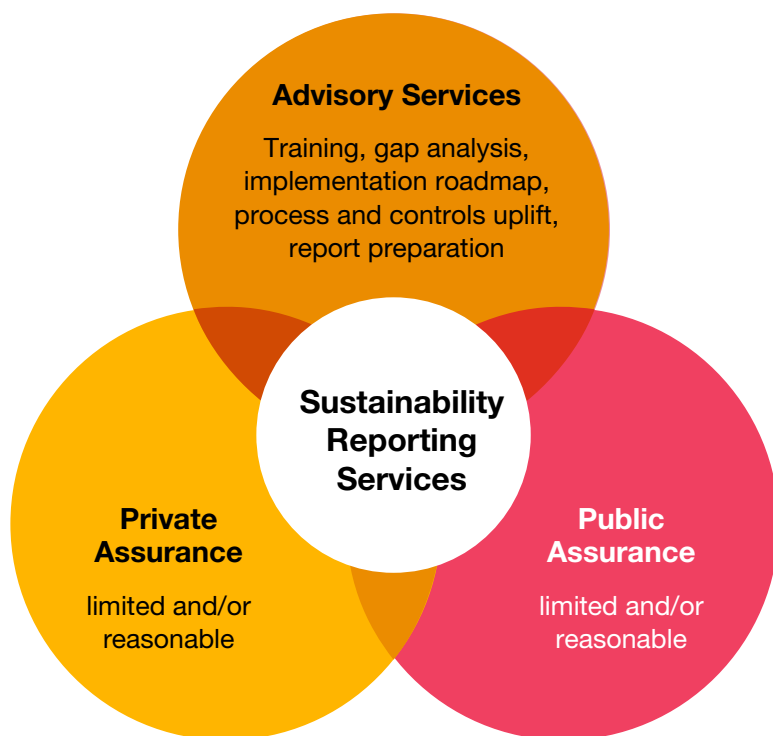 Advisory Services
Training, gap analysis,
implementation roadmap,
process and controls uplift,
report preparation
Sustainability
Reporting
Services
Private
Assurance
limited and/or
reasonable
Public
Assurance
limited and/or
reasonable